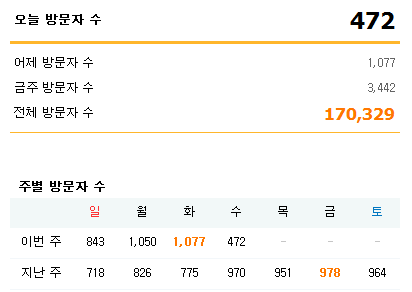 오늘 방문자 수 472
어제 방문자 수 1,077
금주 방문자 수 3,442
전체 방문자 수 170,329
주별 방문자 수
일 월 화 수 목 금 토
이번 주 843 1,050 1,077 472 - - -
지난 주 718 826 775 970 951 978 964